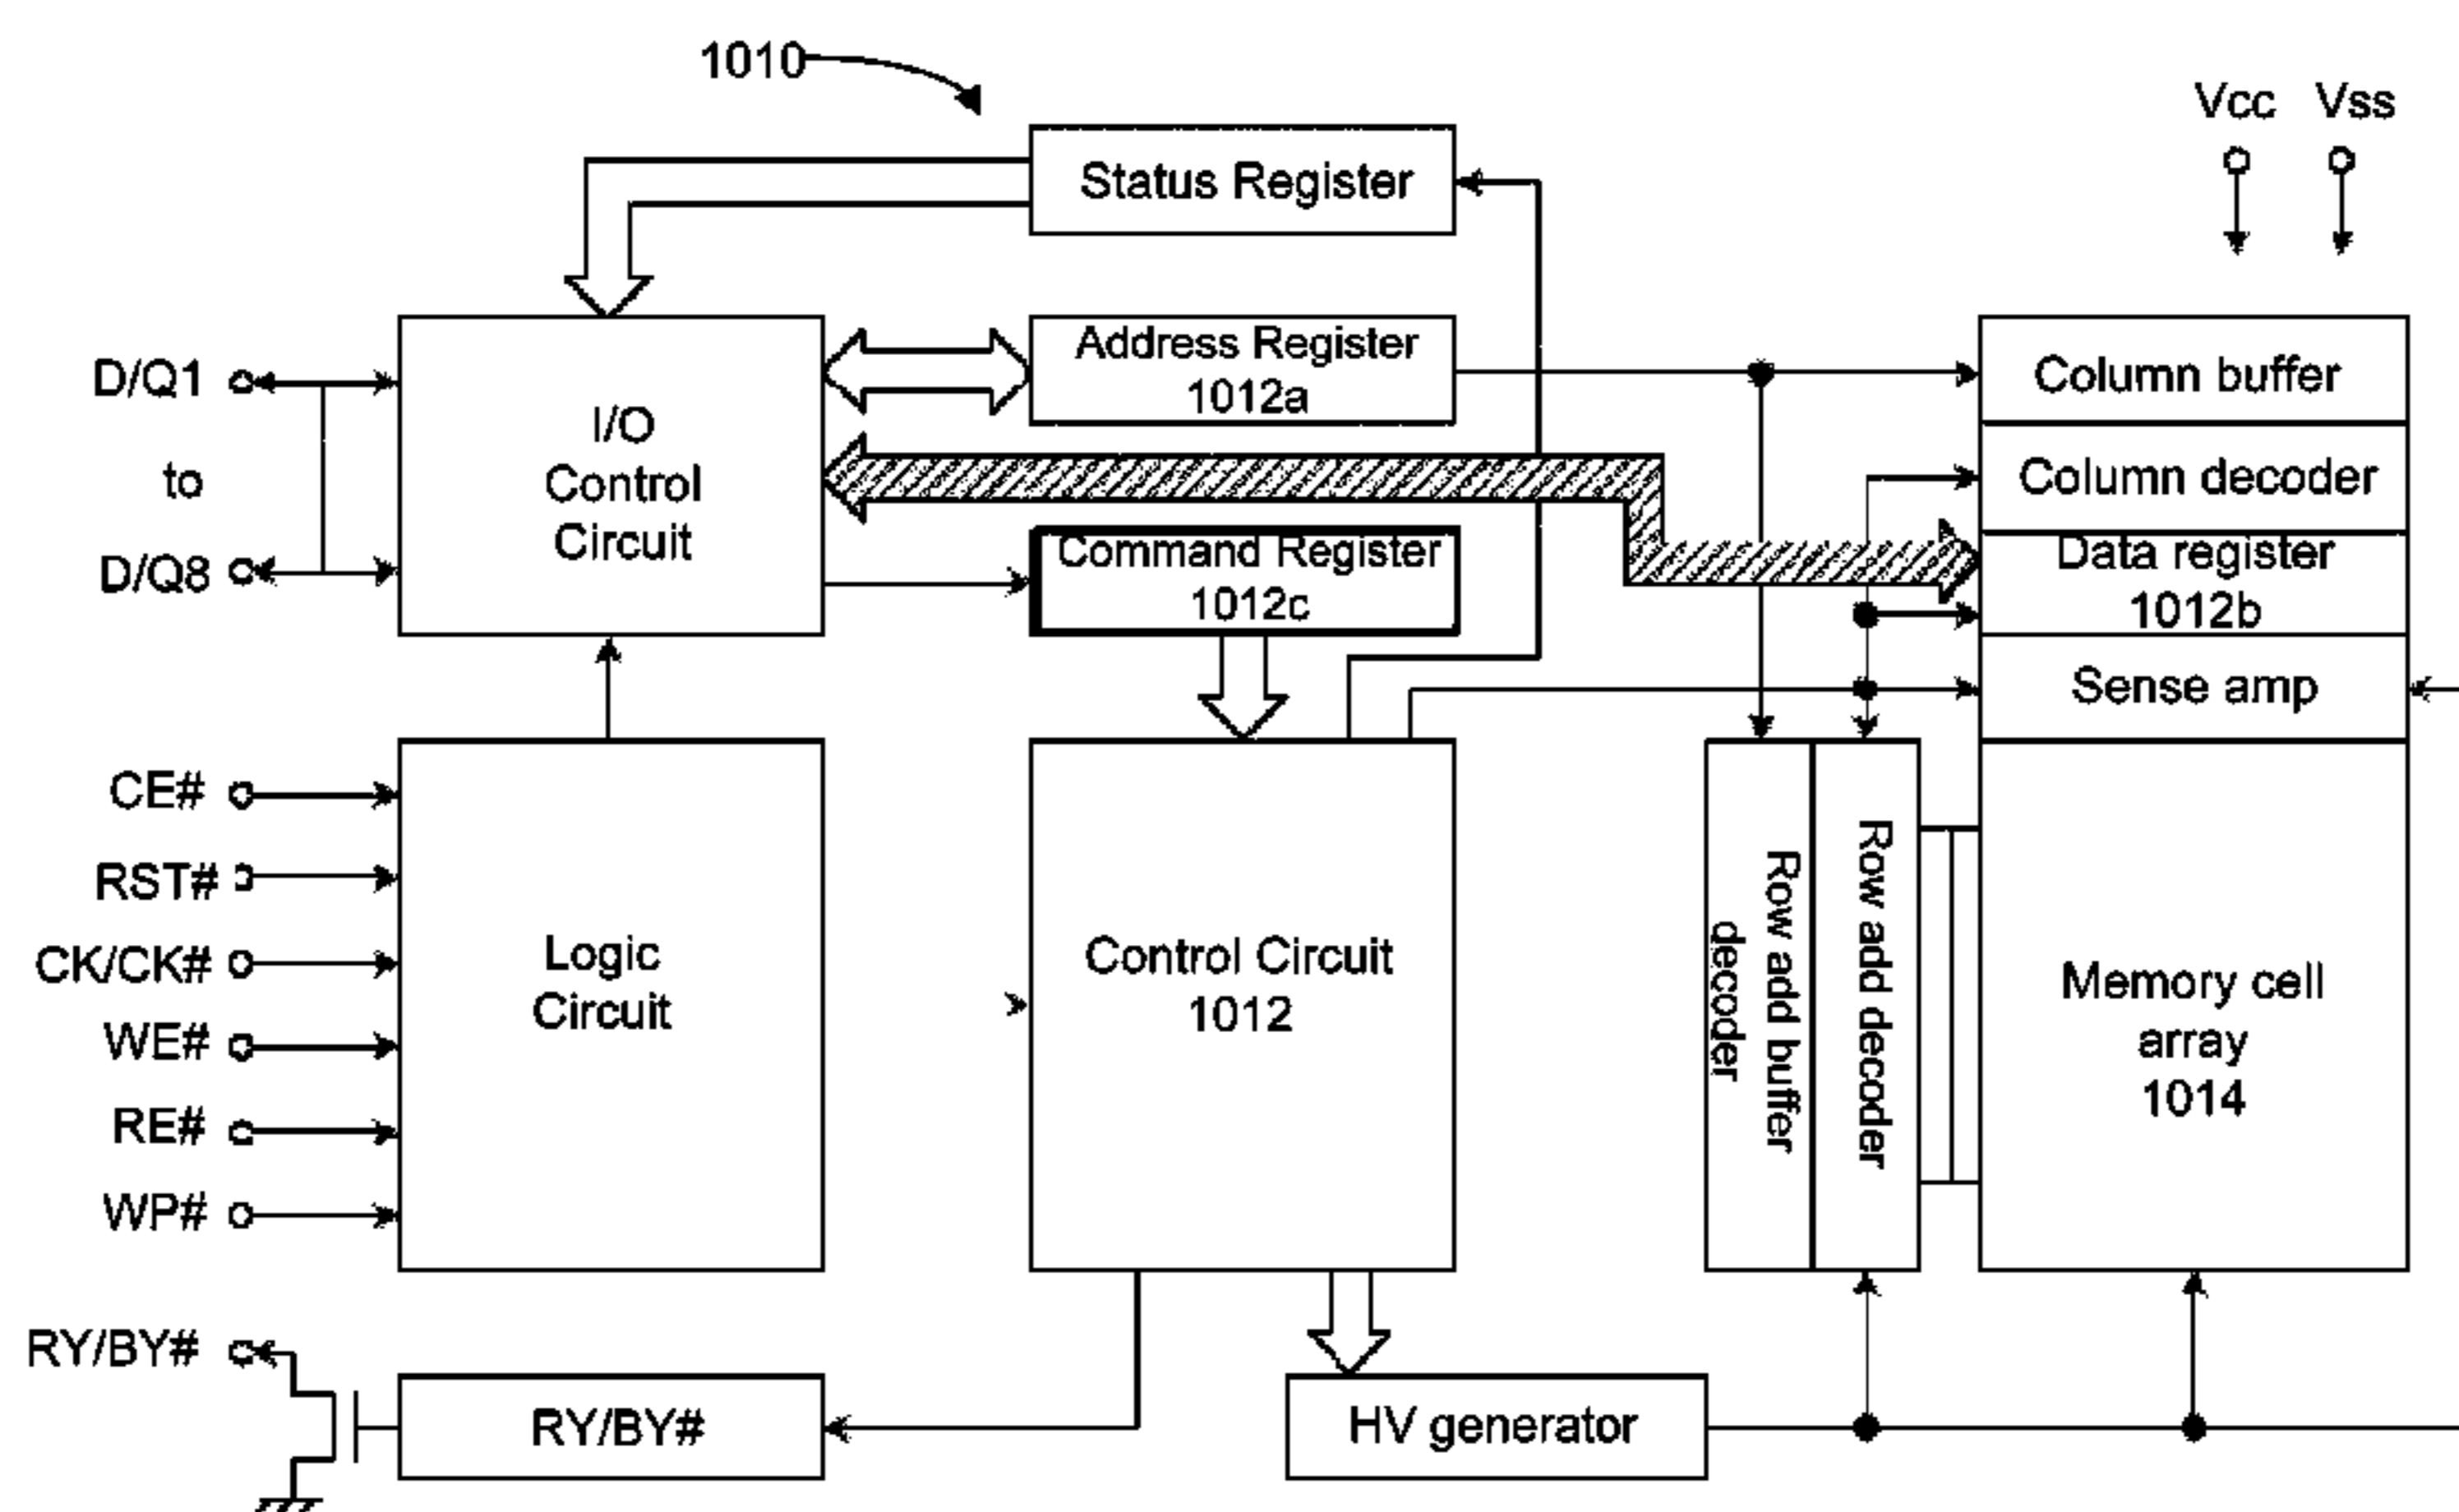 1010
Vcc Vss
Status Register
D/Q1
to
D/Q8
I/O
Control
Circuit
Address Register
1012a
Command Register
1012c
Column buffer
Column decoder
Data register
1012b
Sense amp
CE#
RST#
CK/CK#
WE#
RE#
WP#
Logic
Circuit
Control Circuit
1012
Row add buffer
decoder
Row add decoder
Memory cell
array
1014
RY/BY#
RY/BY#
HV generator